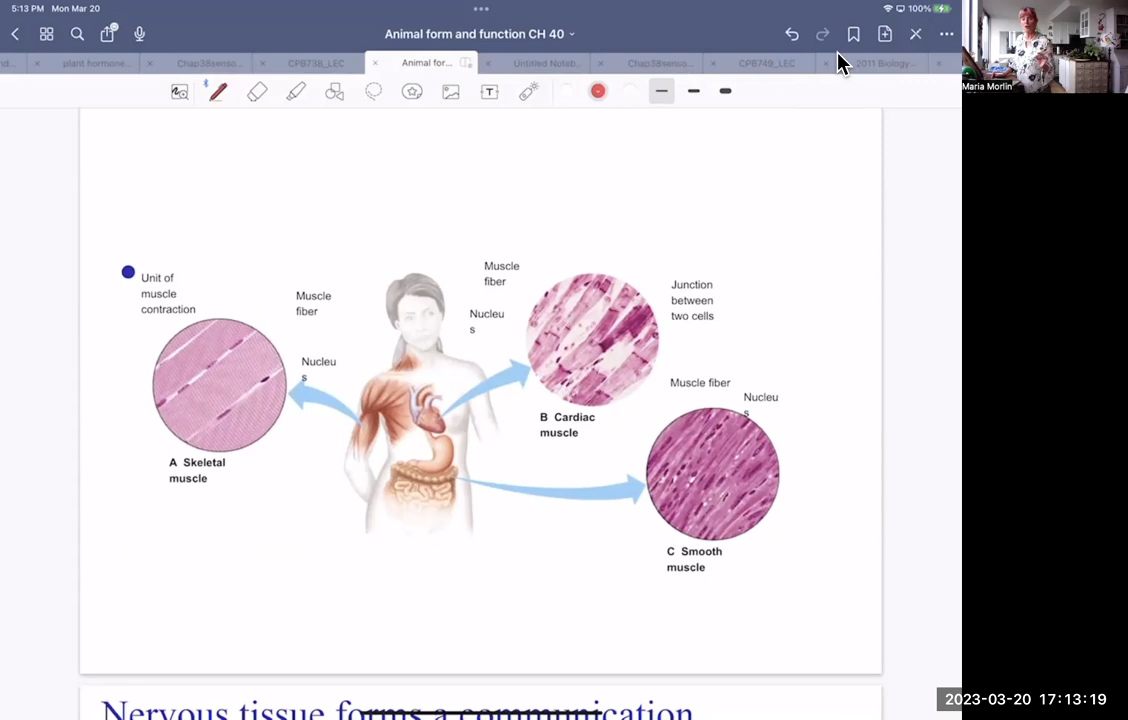 5:13 PM Mon Mar 20
100%
Animal form and function CH 40
nd...
plant hormone...
Chap38senso...
CPB738_LEC
Animal for...
Untitled Noteb...
Chap38senso...
CPB749_LEC
2011 Biology...
T
Maria Morlin
Unit of
muscle
contraction
Muscle
fiber
Nucleu
s
A Skeletal
muscle
Muscle
fiber
Nucleu
s
Junction
between
two cells
B Cardiac
muscle
Muscle fiber
Nucleu
s
C Smooth
muscle
Nervous tissue forms a communication
2023-03-20 17:13:19